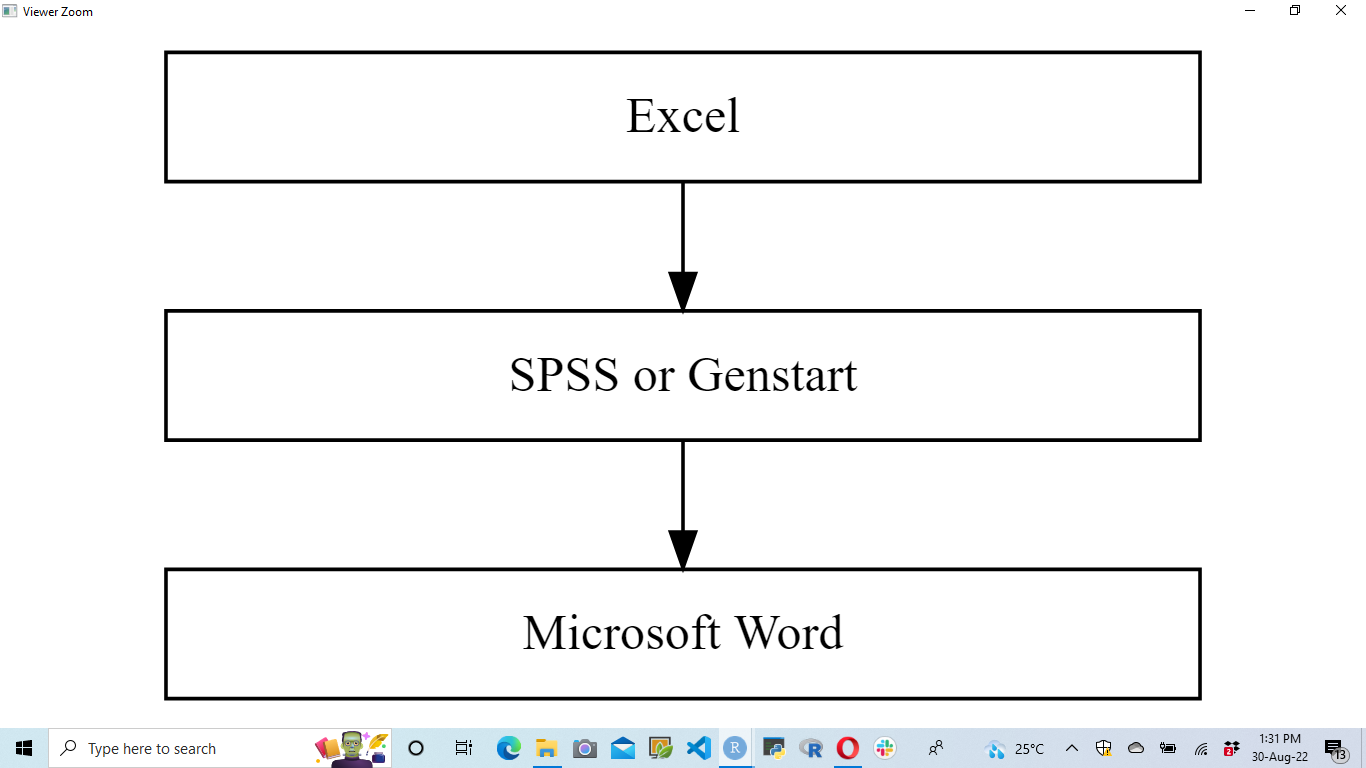 Viewer Zoom
Excel
SPSS or Genstart
Microsoft Word
Type here to search
R
R
25°C
2
1:31 PM
30-Aug-22
13